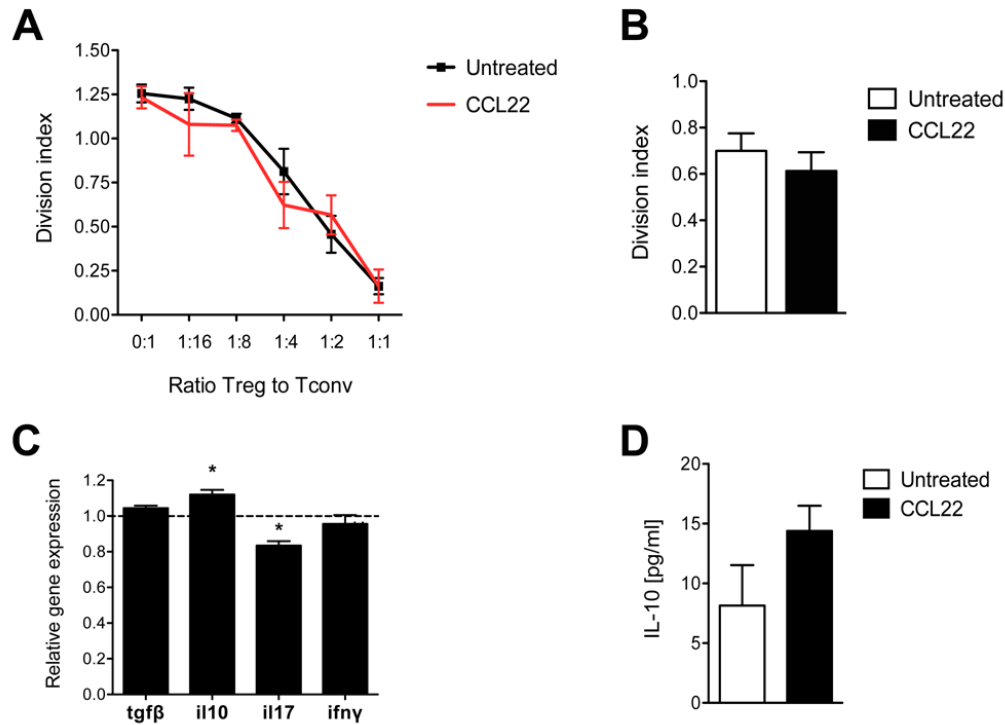 A
1.50
1.25
1.00
0.75
0.50
0.25
0.00
Division index
0:1 1:16 1:8 1:4 1:2 1:1
Ratio Treg to Tconv
Untreated
CCL22
B
1.0
0.8
0.6
0.4
0.2
0.0
Division index
Untreated
CCL22
C
1.2
1.0
0.8
0.6
0.4
0.2
0.0
Relative gene expression
*
*
tgfβ il10 il17 ifnγ
D
20
15
10
5
0
IL-10 [pg/ml]
Untreated
CCL22